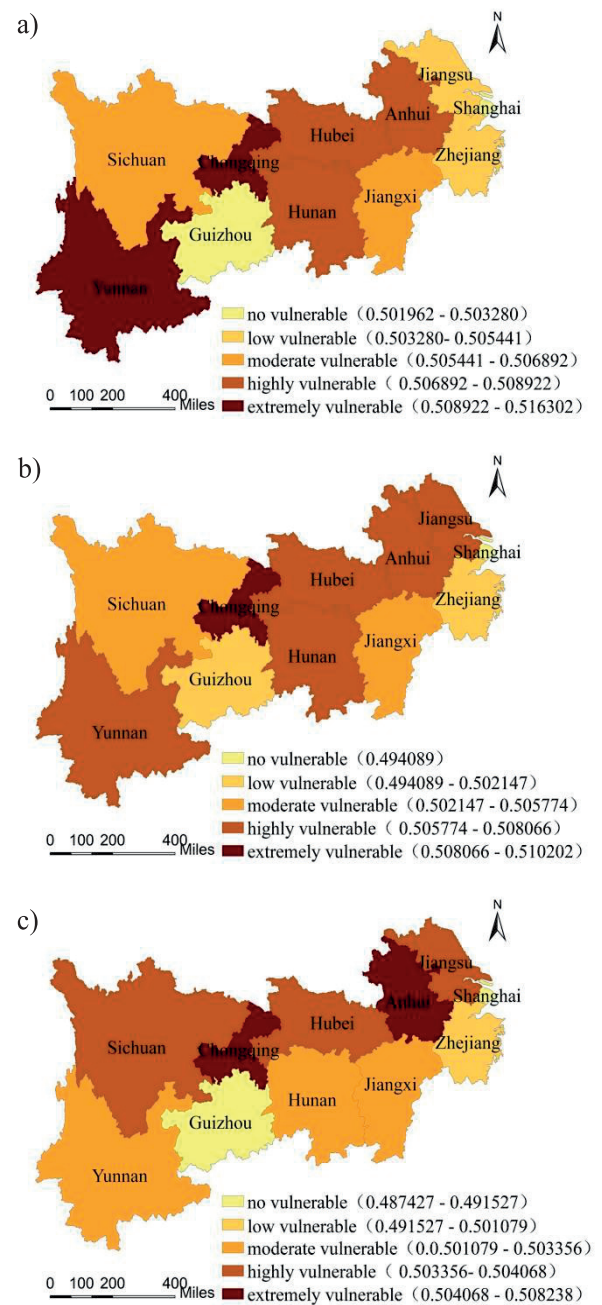 a)
N
Jiangsu
Anhui
Shanghai
Hubei
Chongqing
Sichuan
Zhejiang
Jiangxi
Hunan
Guizhou
Yunnan
no vulnerable（0.501962 - 0.503280）
low vulnerable（0.503280- 0.505441）
moderate vulnerable（0.505441 - 0.506892）
highly vulnerable（ 0.506892 - 0.508922）
extremely vulnerable（0.508922 - 0.516302）
0 100 200 400
Miles
b)
N
Jiangsu
Anhui
Shanghai
Hubei
Chongqing
Sichuan
Zhejiang
Jiangxi
Hunan
Guizhou
Yunnan
no vulnerable（0.494089）
low vulnerable（0.494089 - 0.502147）
moderate vulnerable（0.502147 - 0.505774）
highly vulnerable（ 0.505774 - 0.508066）
extremely vulnerable（0.508066 - 0.510202）
0 100 200 400
Miles
c)
N
Jiangsu
Anhui
Shanghai
Hubei
Chongqing
Sichuan
Zhejiang
Jiangxi
Hunan
Guizhou
Yunnan
no vulnerable（0.487427 - 0.491527）
low vulnerable（0.491527 - 0.501079）
moderate vulnerable（0.0.501079 - 0.503356）
highly vulnerable（ 0.503356- 0.504068）
extremely vulnerable（0.504068 - 0.508238）
0 100 200 400
Miles